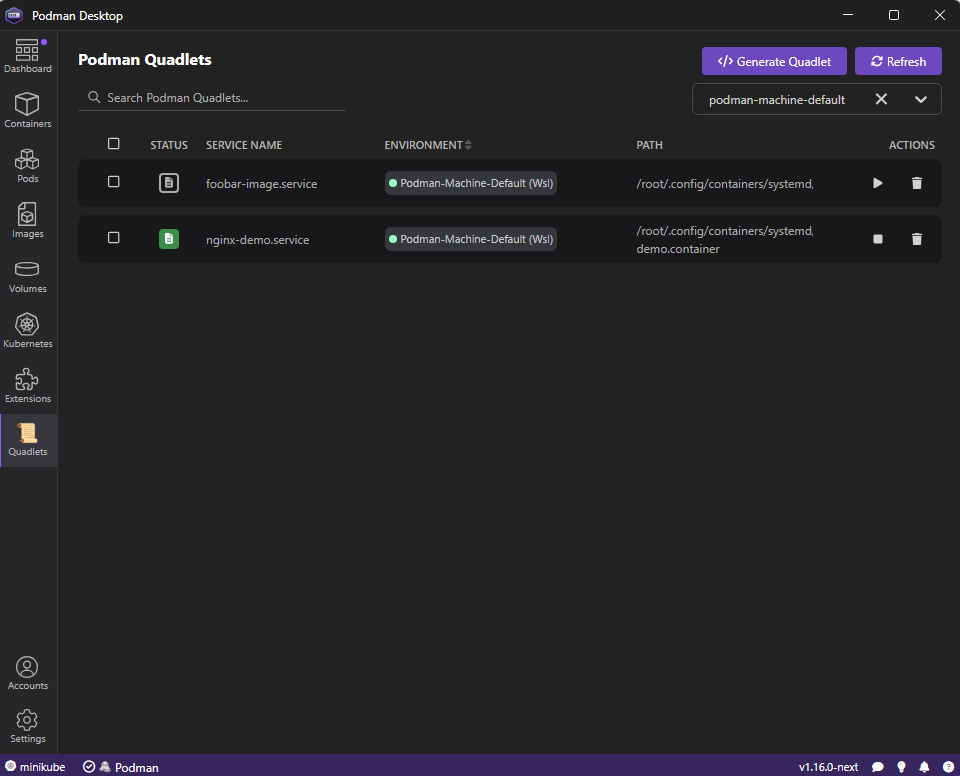 Podman Desktop
Dashboard
Containers
Pods
Images
Volumes
Kubernetes
Extensions
Quadlets
Accounts
Settings
Podman Quadlets
</> Generate Quadlet
Refresh
Search Podman Quadlets...
podman-machine-default
STATUS SERVICE NAME ENVIRONMENT PATH ACTIONS
foobar-image.service Podman-Machine-Default (Wsl) /root/.config/containers/systemd,
nginx-demo.service Podman-Machine-Default (Wsl) /root/.config/containers/systemd,
demo.container
minikube Podman v1.16.0-next